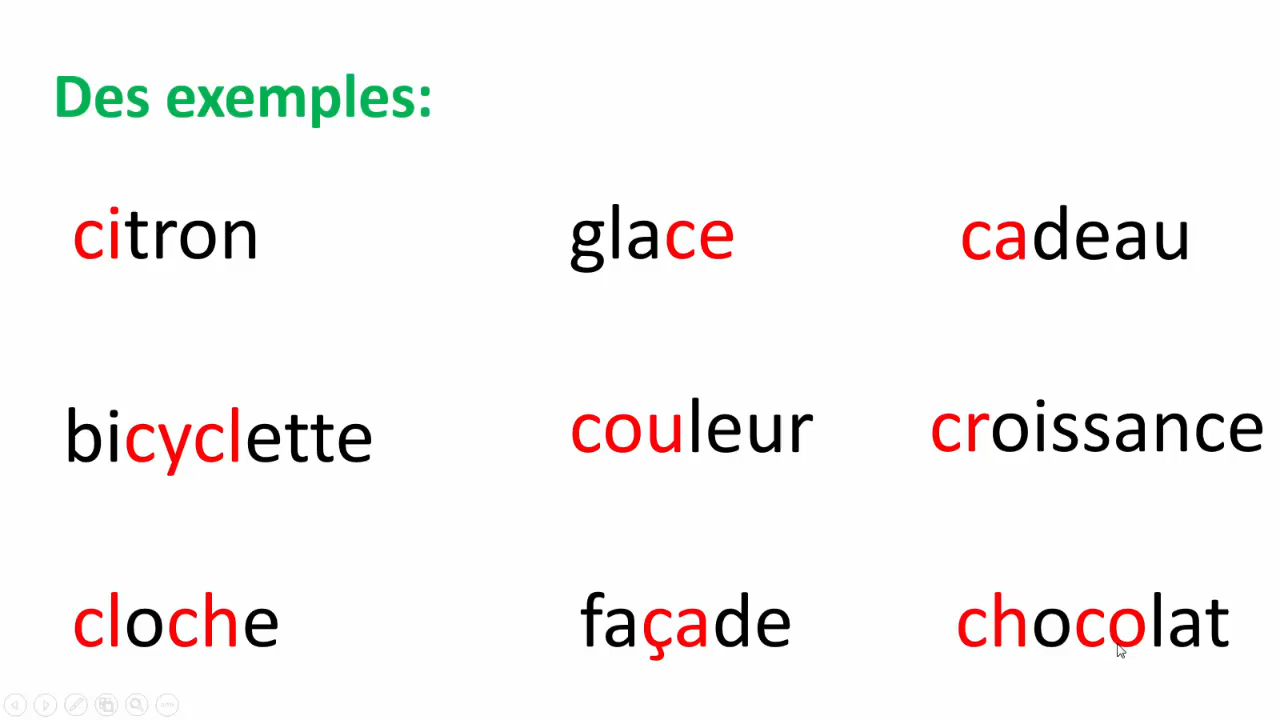 Des exemples:
citron glace cadeau
bicyclette couleur croissance
cloche façade chocolat